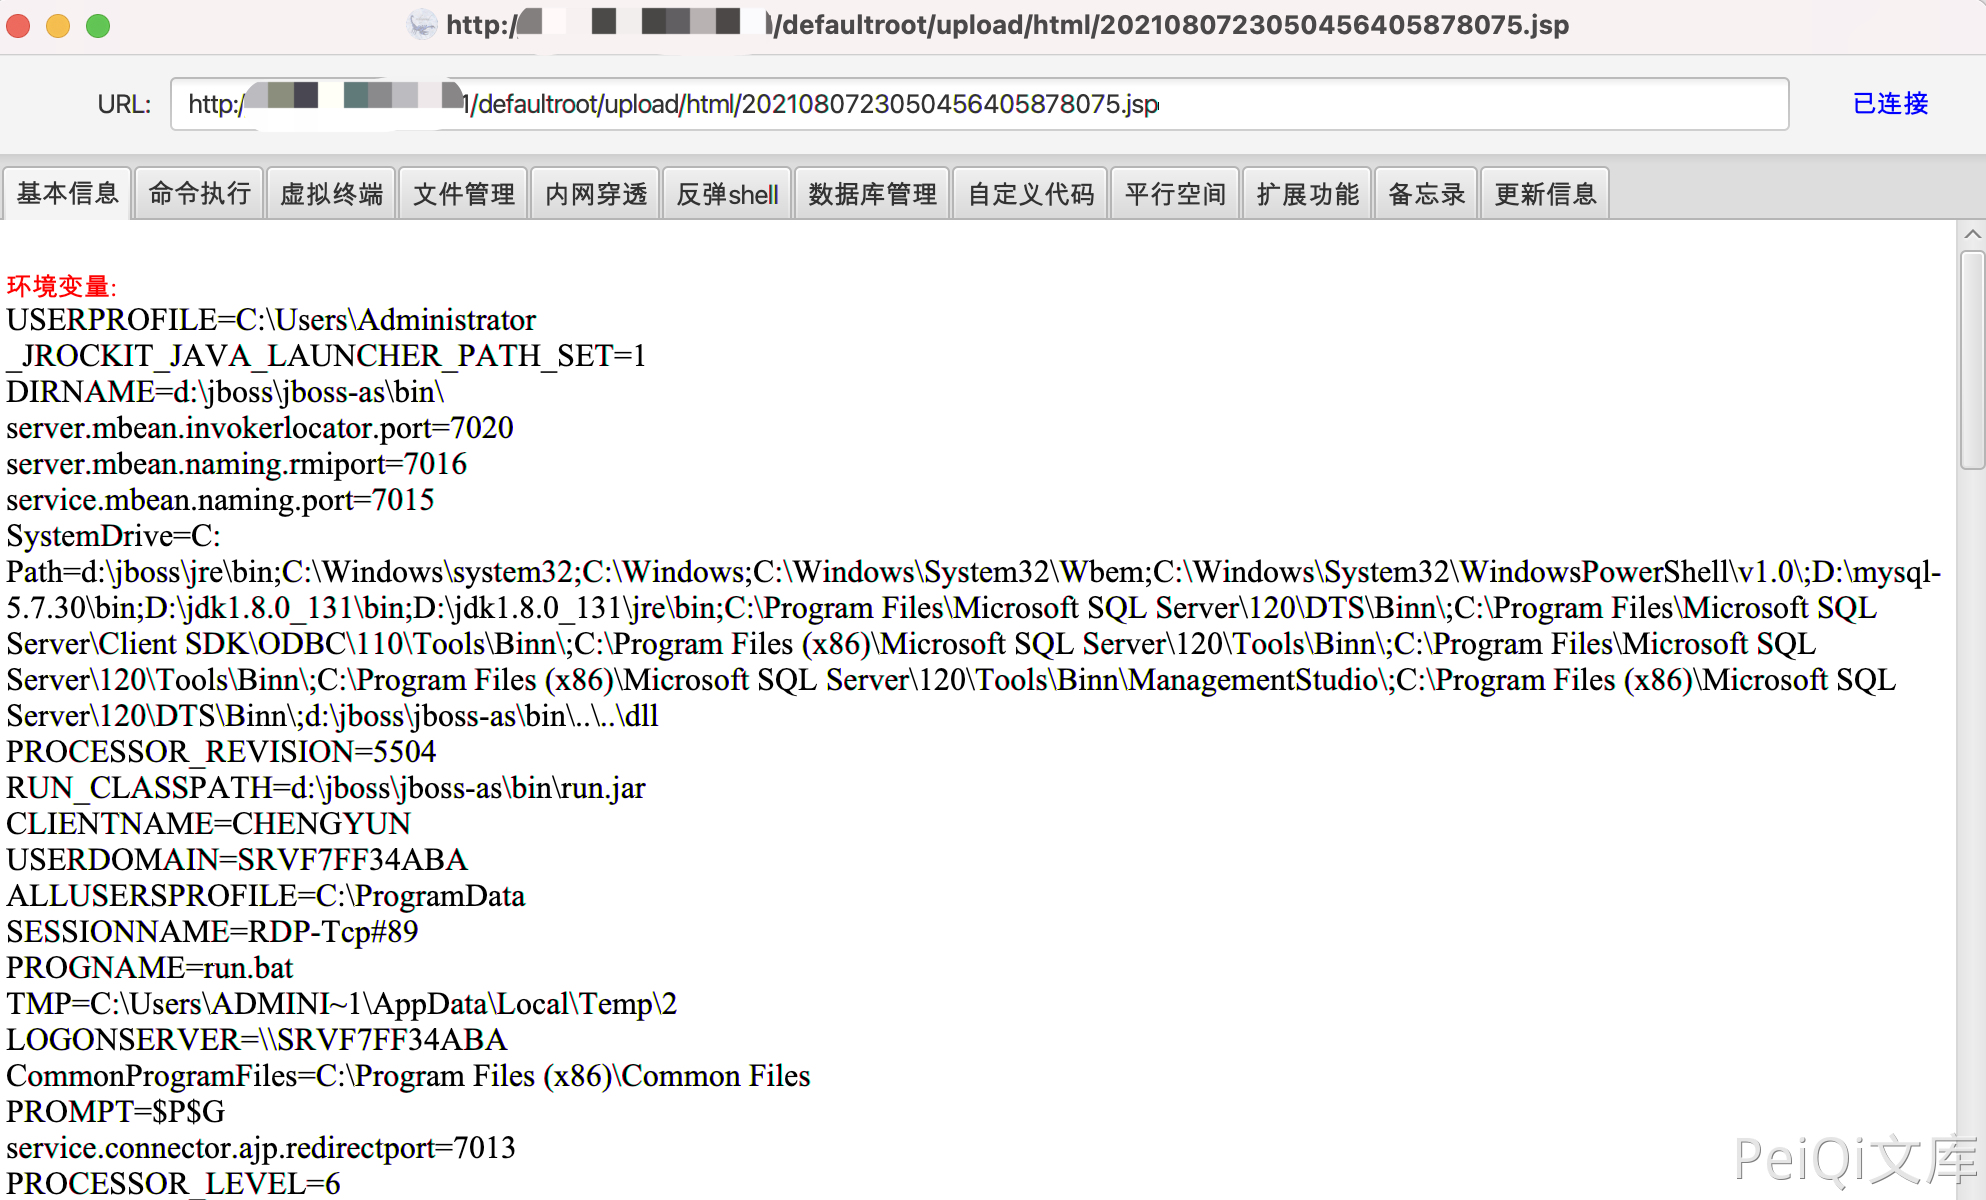 http:/ /defaultroot/upload/html/2021080723050456405878075.jsp
URL: http:/ 1/defaultroot/upload/html/2021080723050456405878075.jsp 已连接
基本信息 命令执行 虚拟终端 文件管理 内网穿透 反弹shell 数据库管理 自定义代码 平行空间 扩展功能 备忘录 更新信息
环境变量:
USERPROFILE=C:\Users\Administrator
_JROCKIT_JAVA_LAUNCHER_PATH_SET=1
DIRNAME=d:\jboss\jboss-as\bin\
server.mbean.invokerlocator.port=7020
server.mbean.naming.rmiport=7016
service.mbean.naming.port=7015
SystemDrive=C:
Path=d:\jboss\jre\bin;C:\Windows\system32;C:\Windows;C:\Windows\System32\Wbem;C:\Windows\System32\WindowsPowerShell\v1.0\;D:\mysql-
5.7.30\bin;D:\jdk1.8.0_131\bin;D:\jdk1.8.0_131\jre\bin;C:\Program Files\Microsoft SQL Server\120\DTS\Binn\;C:\Program Files\Microsoft SQL
Server\Client SDK\ODBC\110\Tools\Binn\;C:\Program Files (x86)\Microsoft SQL Server\120\Tools\Binn\;C:\Program Files\Microsoft SQL
Server\120\Tools\Binn\;C:\Program Files (x86)\Microsoft SQL Server\120\Tools\Binn\ManagementStudio\;C:\Program Files (x86)\Microsoft SQL
Server\120\DTS\Binn\;d:\jboss\jboss-as\bin\..\..\dll
PROCESSOR_REVISION=5504
RUN_CLASSPATH=d:\jboss\jboss-as\bin\run.jar
CLIENTNAME=CHENGYUN
USERDOMAIN=SRVF7FF34ABA
ALLUSERSPROFILE=C:\ProgramData
SESSIONNAME=RDP-Tcp#89
PROGNAME=run.bat
TMP=C:\Users\ADMINI~1\AppData\Local\Temp\2
LOGONSERVER=\\SRVF7FF34ABA
CommonProgramFiles=C:\Program Files (x86)\Common Files
PROMPT=$P$G
service.connector.ajp.redirectport=7013
PROCESSOR_LEVEL=6
PeiQi文库